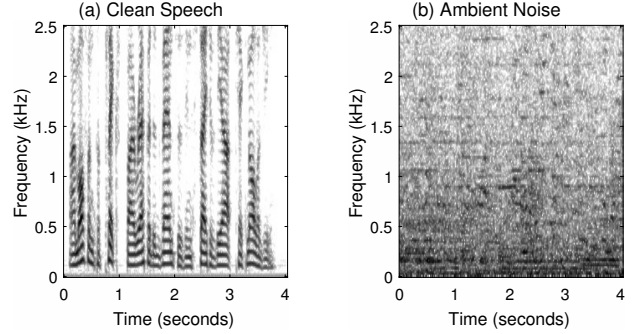 (a) Clean Speech
2.5
2
1.5
1
0.5
0
Frequency (kHz)
0 1 2 3 4
Time (seconds)
(b) Ambient Noise
2.5
2
1.5
1
0.5
0
Frequency (kHz)
0 1 2 3 4
Time (seconds)